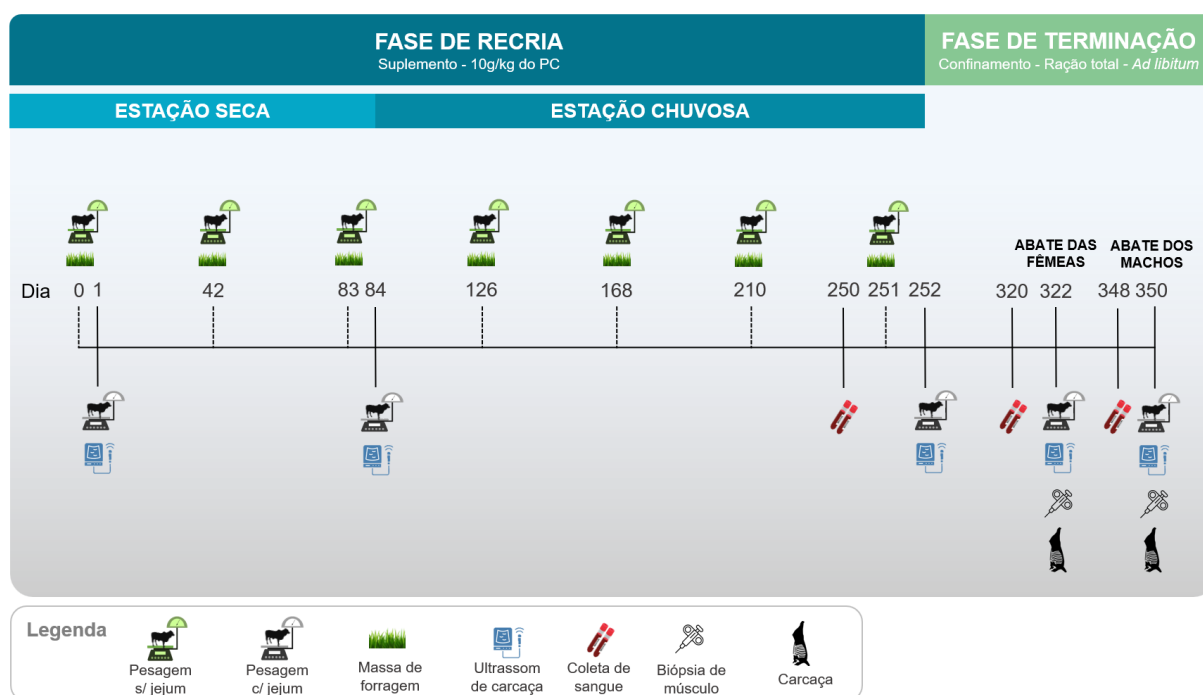 FASE DE RECRIA
Suplemento - 10g/kg do PC
FASE DE TERMINAÇÃO
Confinamento - Ração total - Ad libitum
ESTAÇÃO SECA
ESTAÇÃO CHUVOSA
ABATE DAS
FÊMEAS
ABATE DOS
MACHOS
Dia 0 1 42 83 84 126 168 210 250 251 252 320 322 348 350
Legenda
Pesagem
s/ jejum
Pesagem
c/ jejum
Massa de
forragem
Ultrassom
de carcaça
Coleta de
sangue
Biópsia de
músculo
Carcaça